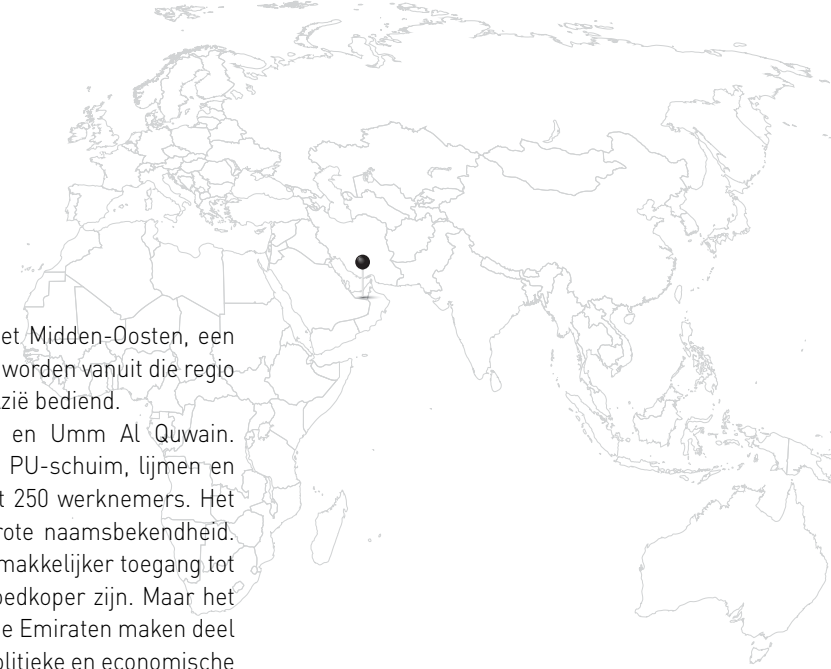 et Midden-Oosten, een
worden vanuit die regio
zië bediend.
en Umm Al Quwain.
PU-schuim, lijmen en
t 250 werknemers. Het
rote naamsbekendheid.
makkelijker toegang tot
oedkoper zijn. Maar het
e Emiraten maken deel
olitieke en economische